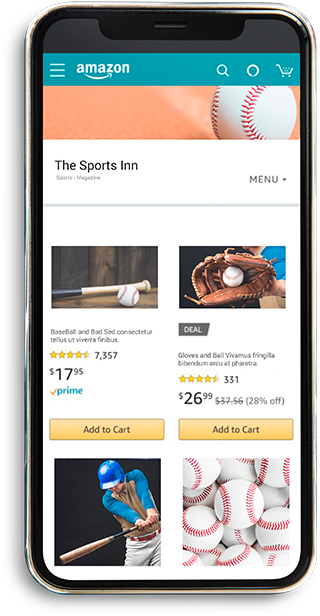 amazon
The Sports Inn
Sports - Magazine
MENU
BaseBall and Bad Sed consectetur
tellus ut viverra finibus.
7,357
$17.95
prime
Add to Cart
DEAL
Gloves and Ball Vivamus fringilla
bibendum arcu at pharetra.
331
$26.99 $37.56 (28% off)
Add to Cart